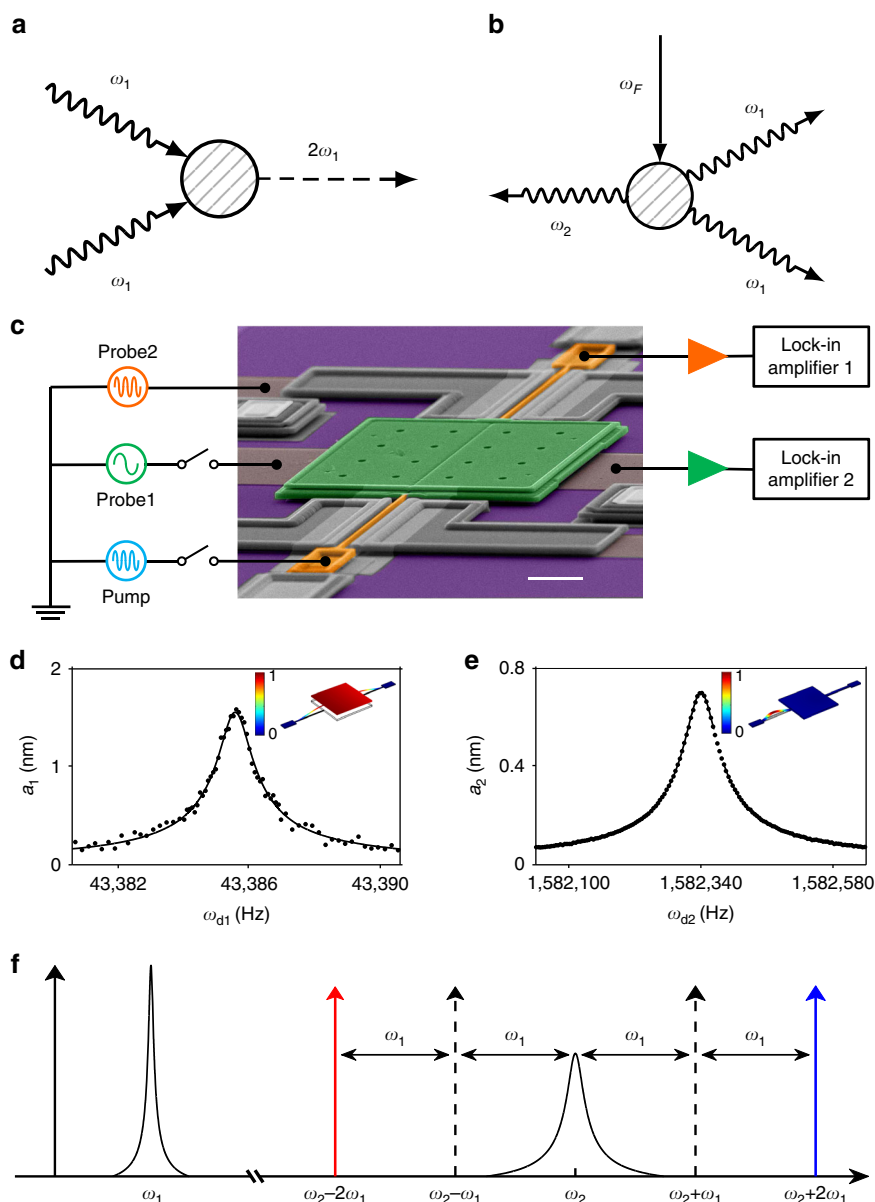 a
b
ω1
ω1
2ω1
ωF
ω1
ω2
ω1
c
Probe2
Probe1
Pump
Lock-in
amplifier 1
Lock-in
amplifier 2
d
2
1
0
a1 (nm)
1
0
43,382
43,386
43,390
ωd1 (Hz)
e
0.8
0.4
0
a2 (nm)
1
0
1,582,100
1,582,340
1,582,580
ωd2 (Hz)
f
ω1
ω1
ω1
ω1
ω1
ω2–2ω1
ω2–ω1
ω2
ω2+ω1
ω2+2ω1